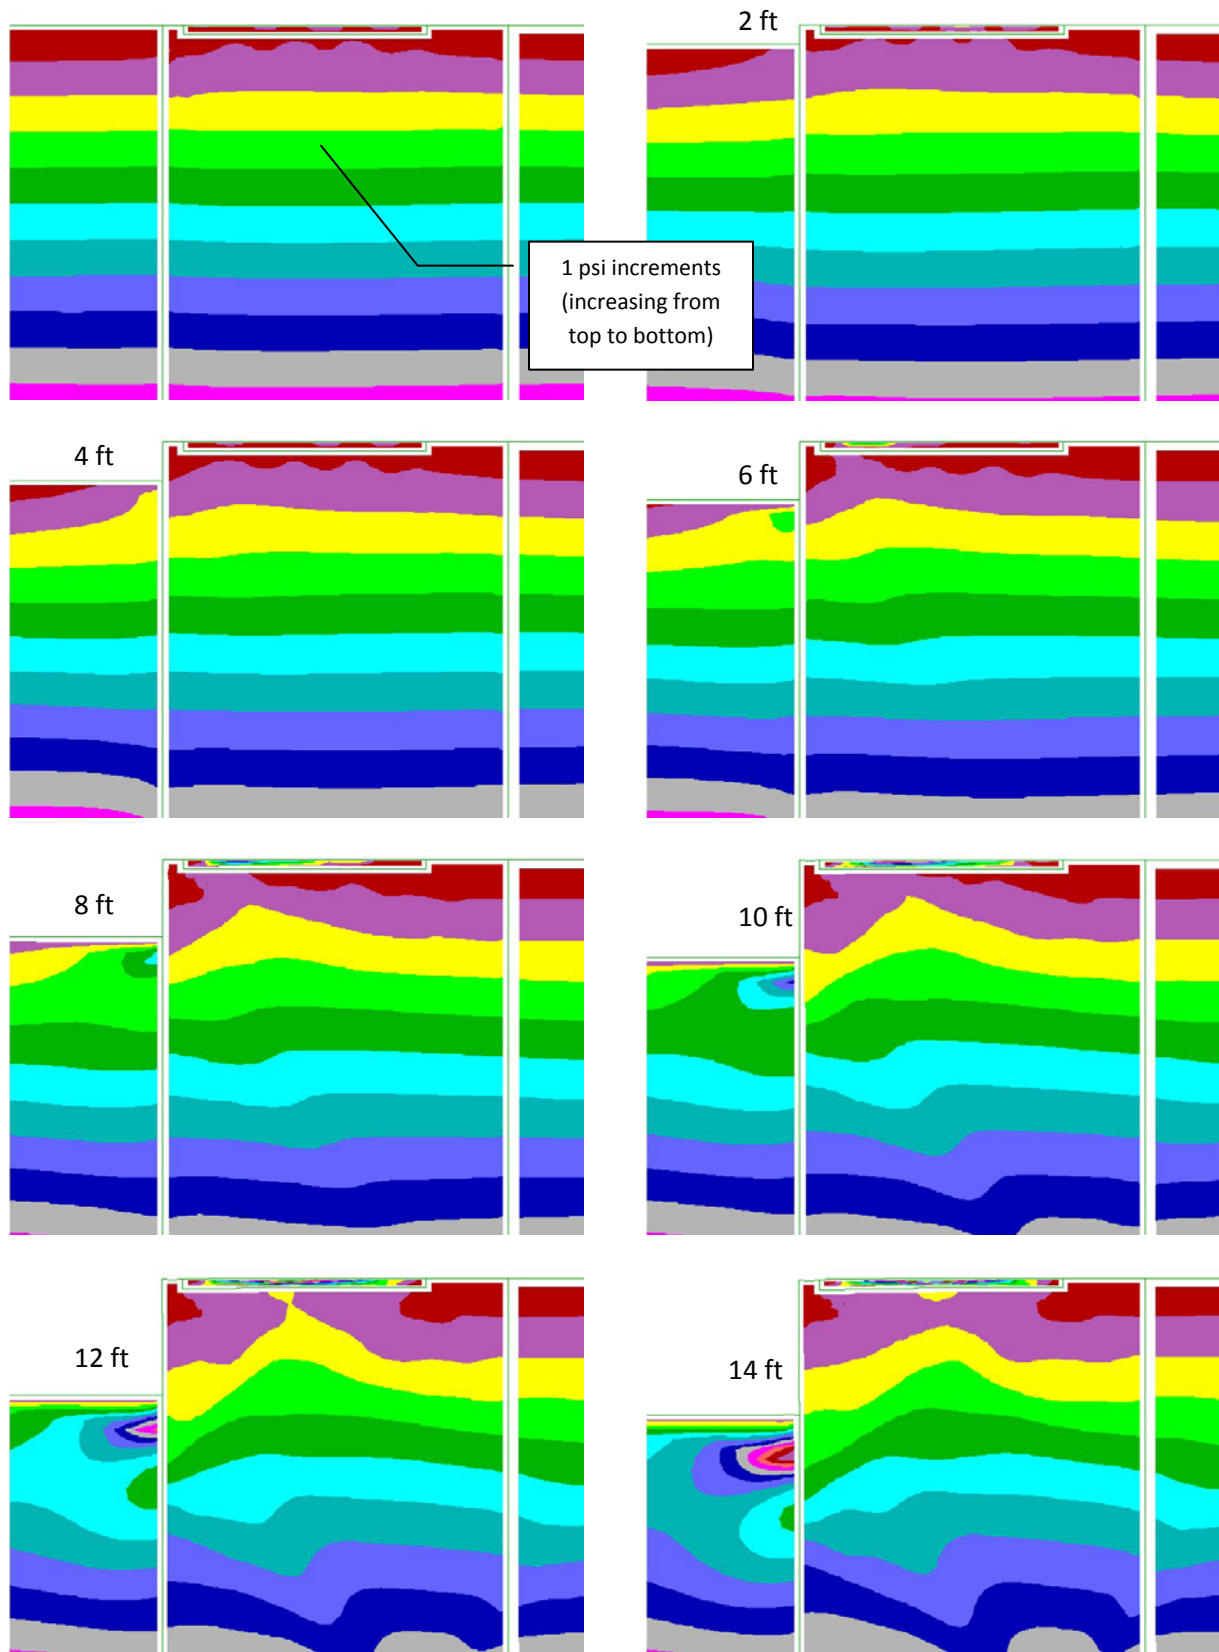 2 ft
1 psi increments
(increasing from
top to bottom)
4 ft
6 ft
8 ft
10 ft
12 ft
14 ft